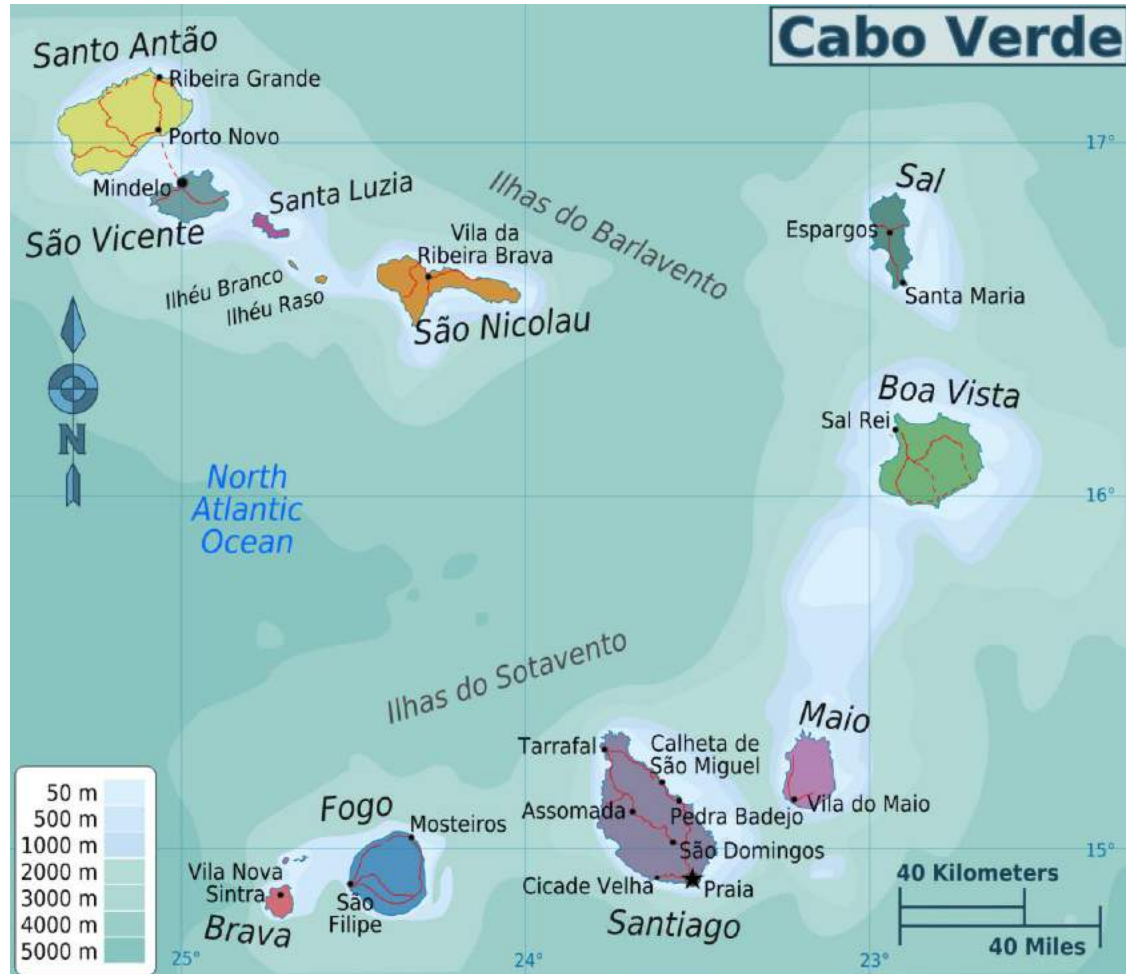 Cabo Verde
Santo Antão
Ribeira Grande
Porto Novo
Mindelo
São Vicente
Santa Luzia
Ilhéu Branco
Ilhéu Raso
Vila da
Ribeira Brava
São Nicolau
Ilhas do Barlavento
Sal
Espargos
Santa Maria
17°
Boa Vista
Sal Rei
16°
N
North
Atlantic
Ocean
Ilhas do Sotavento
Maio
Vila do Maio
Tarrafal
Calheta de
São Miguel
Assomada
Pedra Badejo
São Domingos
Cicade Velha
Praia
Santiago
15°
Fogo
Mosteiros
São
Filipe
Vila Nova
Sintra
Brava
50 m
500 m
1000 m
2000 m
3000 m
4000 m
5000 m
25°
24°
23°
40 Kilometers
40 Miles